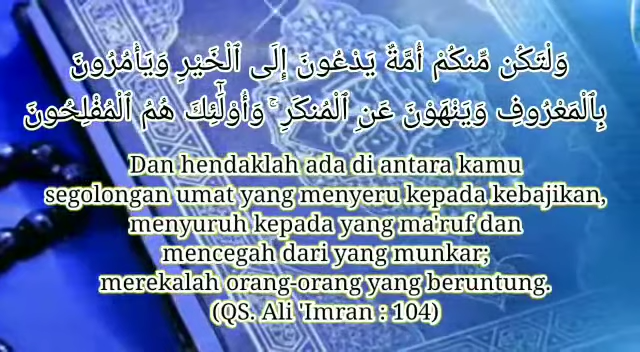 وَلْتَكُن مِّنكُمْ أُمَّةٌ يَدْعُونَ إِلَى ٱلْخَيْرِ وَيَأْمُرُونَ
بِٱلْمَعْرُوفِ وَيَنْهَوْنَ عَنِ ٱلْمُنكَرِ ۚ وَأُو۟لَٰٓئِكَ هُمُ ٱلْمُفْلِحُونَ
Dan hendaklah ada di antara kamu
segolongan umat yang menyeru kepada kebajikan,
menyuruh kepada yang ma'ruf dan
mencegah dari yang munkar;
merekalah orang-orang yang beruntung.
(QS. Ali 'Imran : 104)